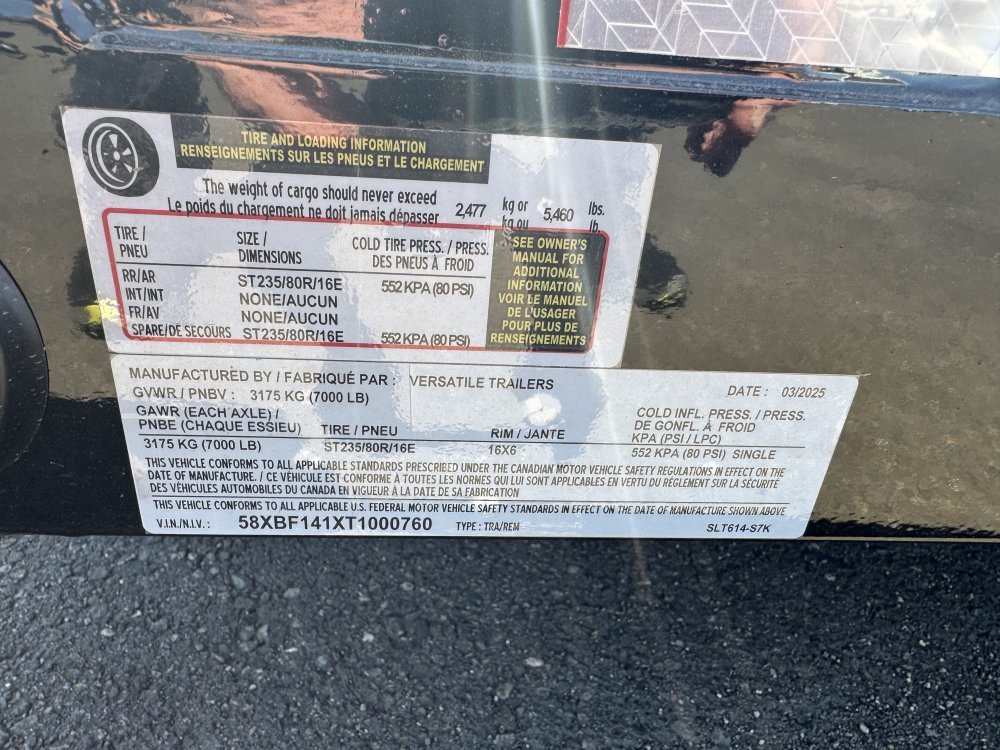 TIRE AND LOADING INFORMATION
RENSEIGNEMENTS SUR LES PNEUS ET LE CHARGEMENT
The weight of cargo should never exceed
Le poids du chargement ne doit jamais dépasser 2,477 kg or kg ou 5,460 lbs. lb.
TIRE / PNEU SIZE / DIMENSIONS COLD TIRE PRESS. / PRESS. DES PNEUS À FROID
RR/AR ST235/80R/16E 552 KPA (80 PSI)
INT/INT NONE/AUCUN
FR/AV NONE/AUCUN
SPARE/DE SECOURS ST235/80R/16E 552 KPA (80 PSI)
SEE OWNER'S
MANUAL FOR
ADDITIONAL
INFORMATION
VOIR LE MANUEL
DE L'USAGER
POUR PLUS DE
RENSEIGNEMENTS
MANUFACTURED BY / FABRIQUÉ PAR : VERSATILE TRAILERS DATE : 03/2025
GVWR / PNBV : 3175 KG (7000 LB)
GAWR (EACH AXLE) /
PNBE (CHAQUE ESSIEU) TIRE / PNEU RIM / JANTE
COLD INFL. PRESS. / PRESS.
DE GONFL. À FROID
KPA (PSI / LPC)
3175 KG (7000 LB) ST235/80R/16E 16X6 552 KPA (80 PSI) SINGLE
THIS VEHICLE CONFORMS TO ALL APPLICABLE STANDARDS PRESCRIBED UNDER THE CANADIAN MOTOR VEHICLE SAFETY REGULATIONS IN EFFECT ON THE
DATE OF MANUFACTURE. / CE VÉHICULE EST CONFORME À TOUTES LES NORMES QUI LUI SONT APPLICABLES EN VERTU DU RÈGLEMENT SUR LA SÉCURITÉ
DES VÉHICULES AUTOMOBILES DU CANADA EN VIGUEUR À LA DATE DE SA FABRICATION
THIS VEHICLE CONFORMS TO ALL APPLICABLE U.S. FEDERAL MOTOR VEHICLE SAFETY STANDARDS IN EFFECT ON THE DATE OF MANUFACTURE SHOWN ABOVE
V.I.N./N.I.V. : 58XBF141XT1000760 TYPE : TRA/REM SLT614-S7K